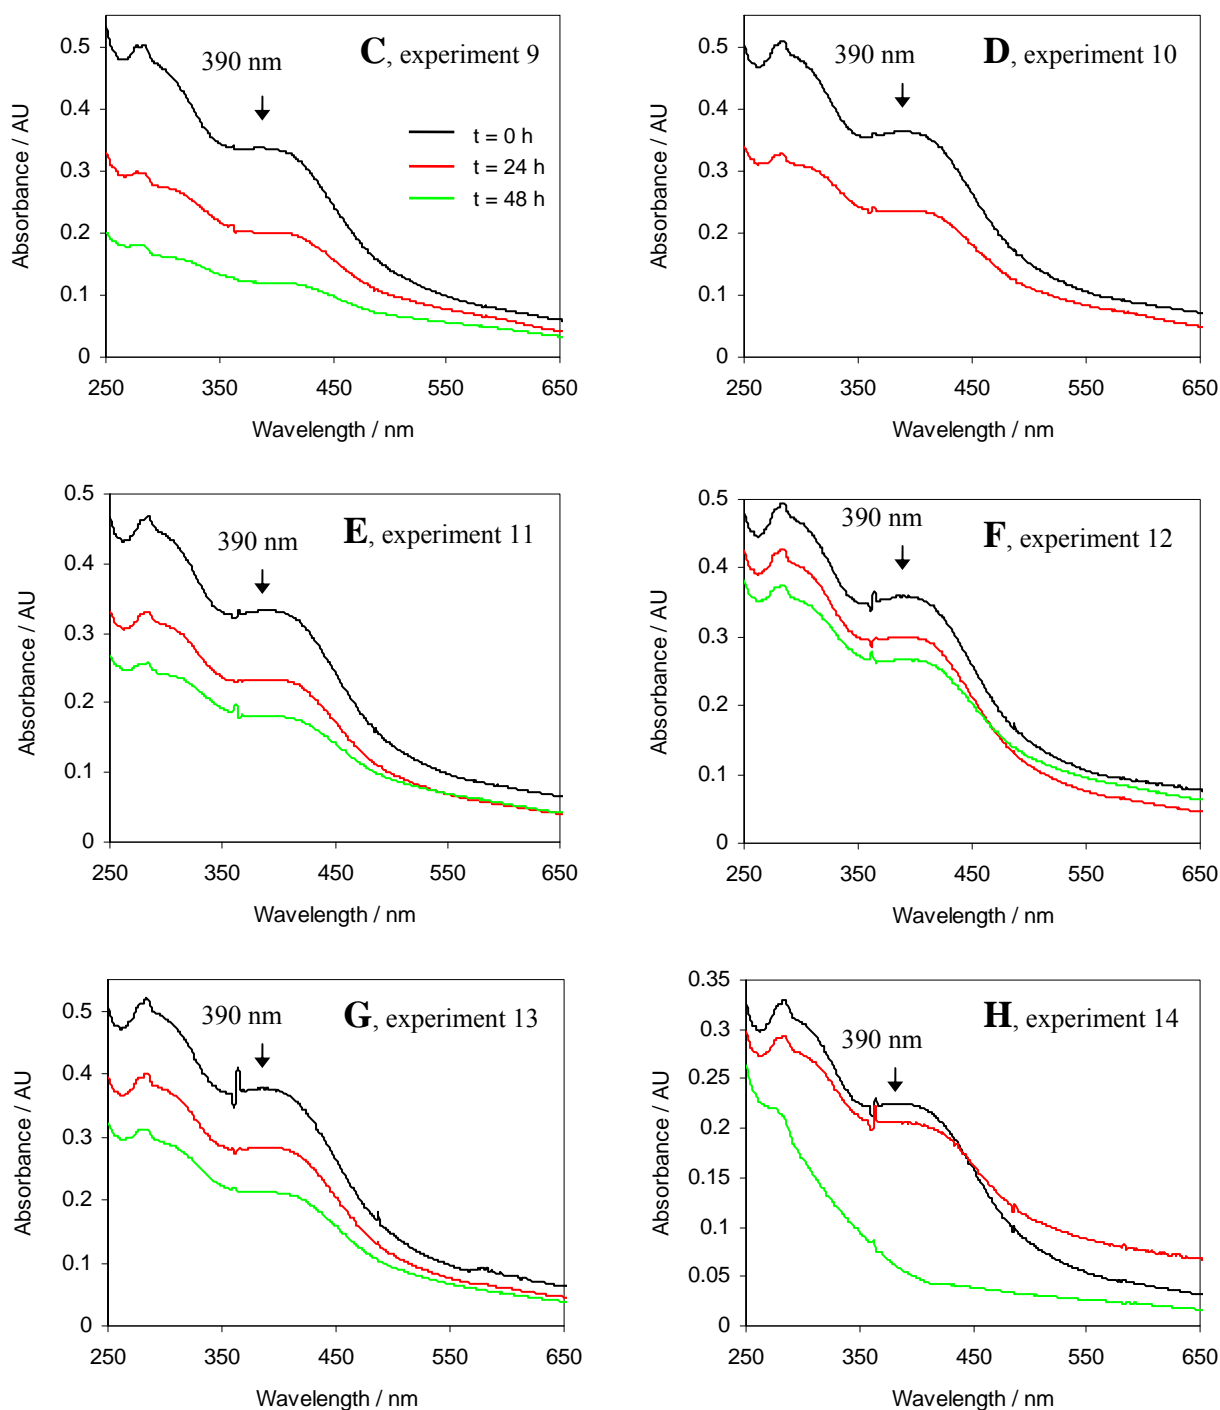 C, experiment 9
390 nm
t = 0 h
t = 24 h
t = 48 h
Absorbance / AU
0.5
0.4
0.3
0.2
0.1
0
250 350 450 550 650
Wavelength / nm
D, experiment 10
390 nm
Absorbance / AU
0.5
0.4
0.3
0.2
0.1
0
250 350 450 550 650
Wavelength / nm
E, experiment 11
390 nm
Absorbance / AU
0.5
0.4
0.3
0.2
0.1
0
250 350 450 550 650
Wavelength / nm
F, experiment 12
390 nm
Absorbance / AU
0.5
0.4
0.3
0.2
0.1
0
250 350 450 550 650
Wavelength / nm
G, experiment 13
390 nm
Absorbance / AU
0.5
0.4
0.3
0.2
0.1
0
250 350 450 550 650
Wavelength / nm
H, experiment 14
390 nm
Absorbance / AU
0.35
0.3
0.25
0.2
0.15
0.1
0.05
0
250 350 450 550 650
Wavelength / nm